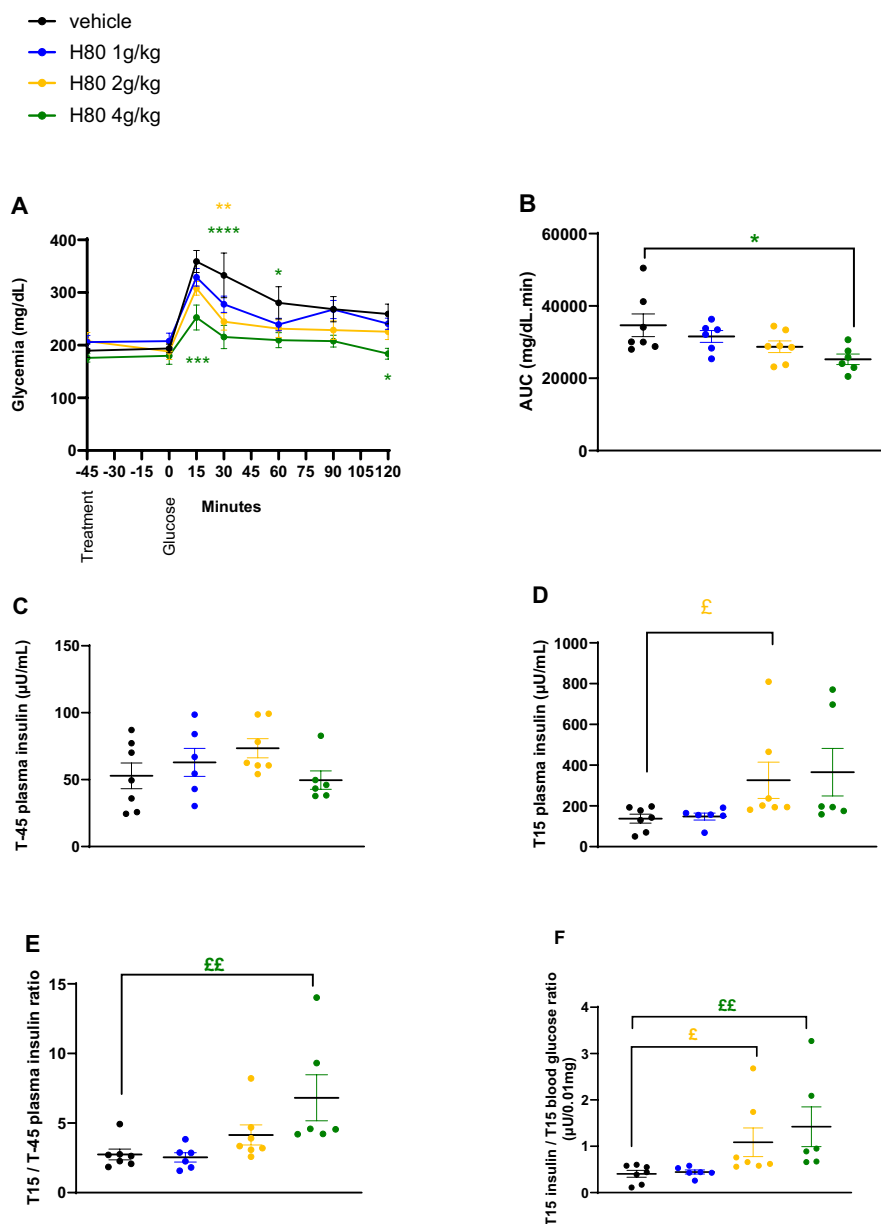 vehicle
H80 1g/kg
H80 2g/kg
H80 4g/kg
A
**
****
*
***
*
Glycemia (mg/dL)
400
300
200
100
0
-45 -30 -15 0 15 30 45 60 75 90 105 120
Treatment
Glucose
Minutes
B
*
AUC (mg/dL.min)
60000
40000
20000
0
C
T-45 plasma insulin (µU/mL)
150
100
50
0
D
£
T15 plasma insulin (µU/mL)
1000
800
600
400
200
0
E
££
T15 / T-45 plasma insulin ratio
15
10
5
0
F
££
£
T15 insulin / T15 blood glucose ratio
(µU/0.01mg)
4
3
2
1
0